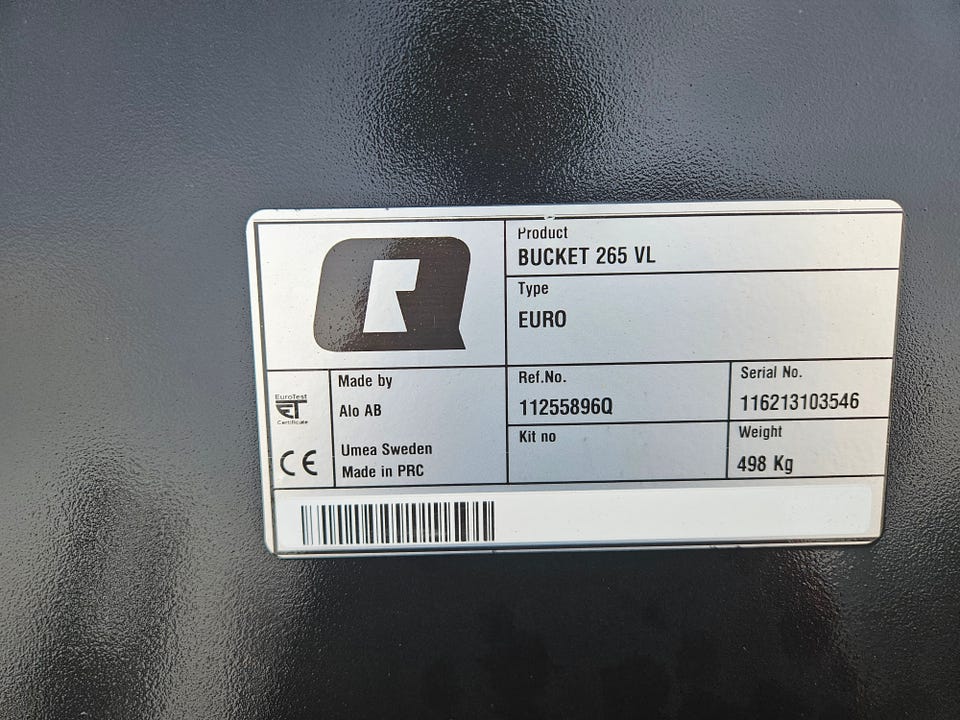 Product
BUCKET 265 VL
Type
EURO
EuroTest
ET
Certificate
CE
Made by
Alo AB
Umea Sweden
Made in PRC
Ref.No.
11255896Q
Serial No.
116213103546
Kit no
Weight
498 Kg